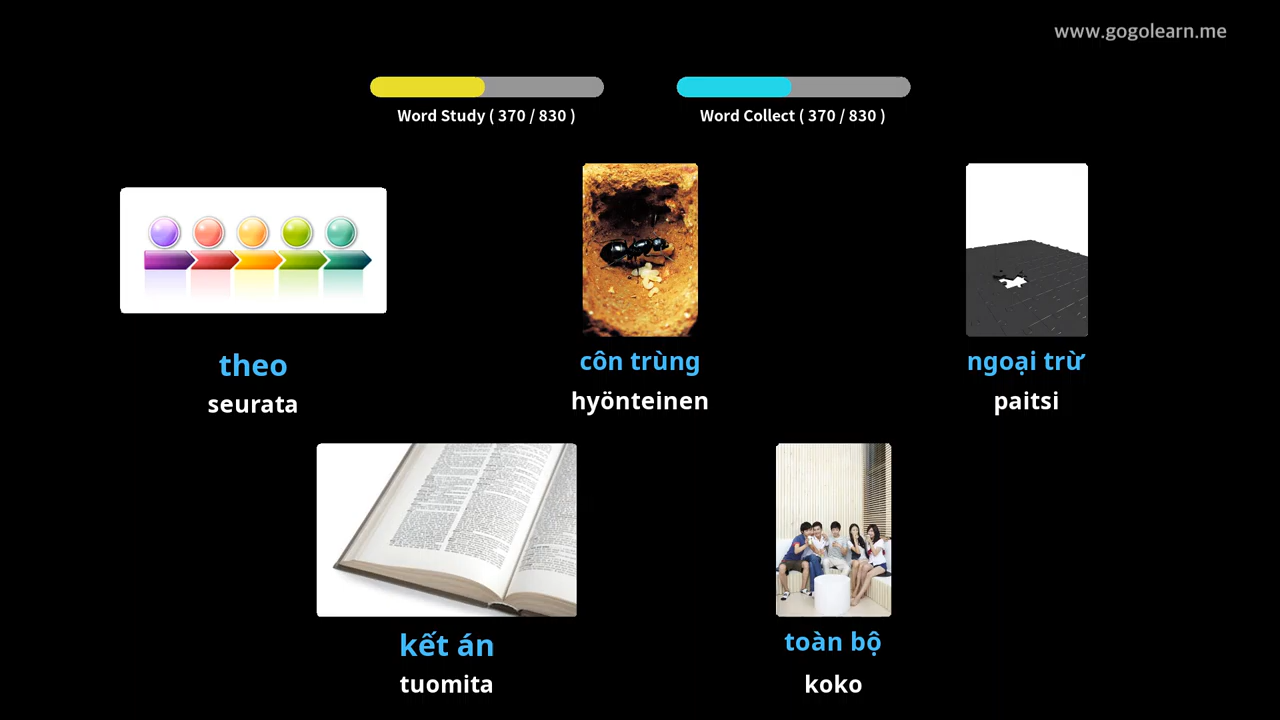 www.gogolearn.me
Word Study ( 370 / 830 )
Word Collect ( 370 / 830 )
theo
seurata
côn trùng
hyönteinen
ngoại trừ
paitsi
kết án
tuomita
toàn bộ
koko